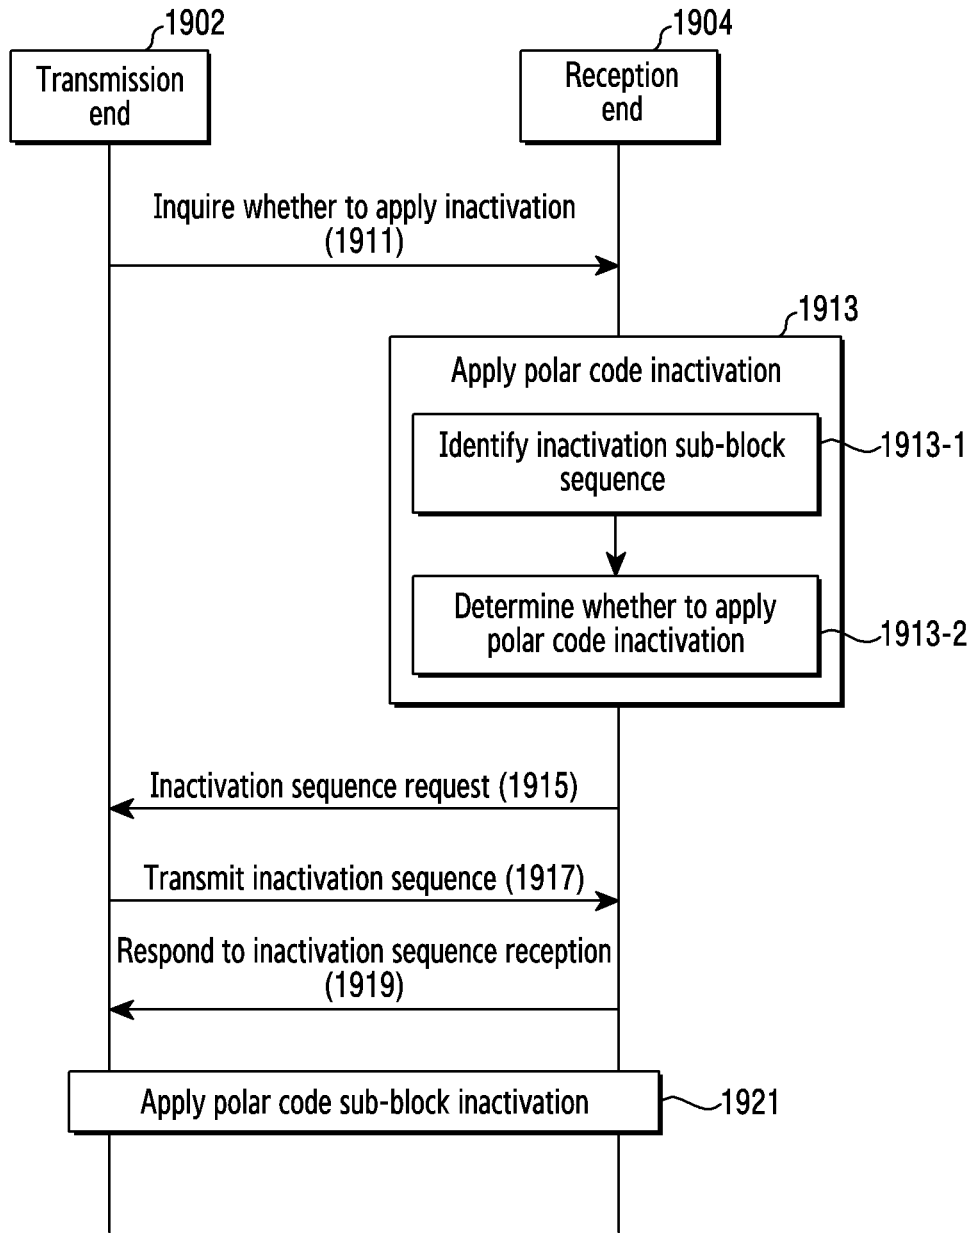 1902
1904
Transmission
end
Reception
end
Inquire whether to apply inactivation
(1911)
1913
Apply polar code inactivation
Identify inactivation sub-block
sequence
1913-1
Determine whether to apply
polar code inactivation
1913-2
Inactivation sequence request (1915)
Transmit inactivation sequence (1917)
Respond to inactivation sequence reception
(1919)
Apply polar code sub-block inactivation
1921